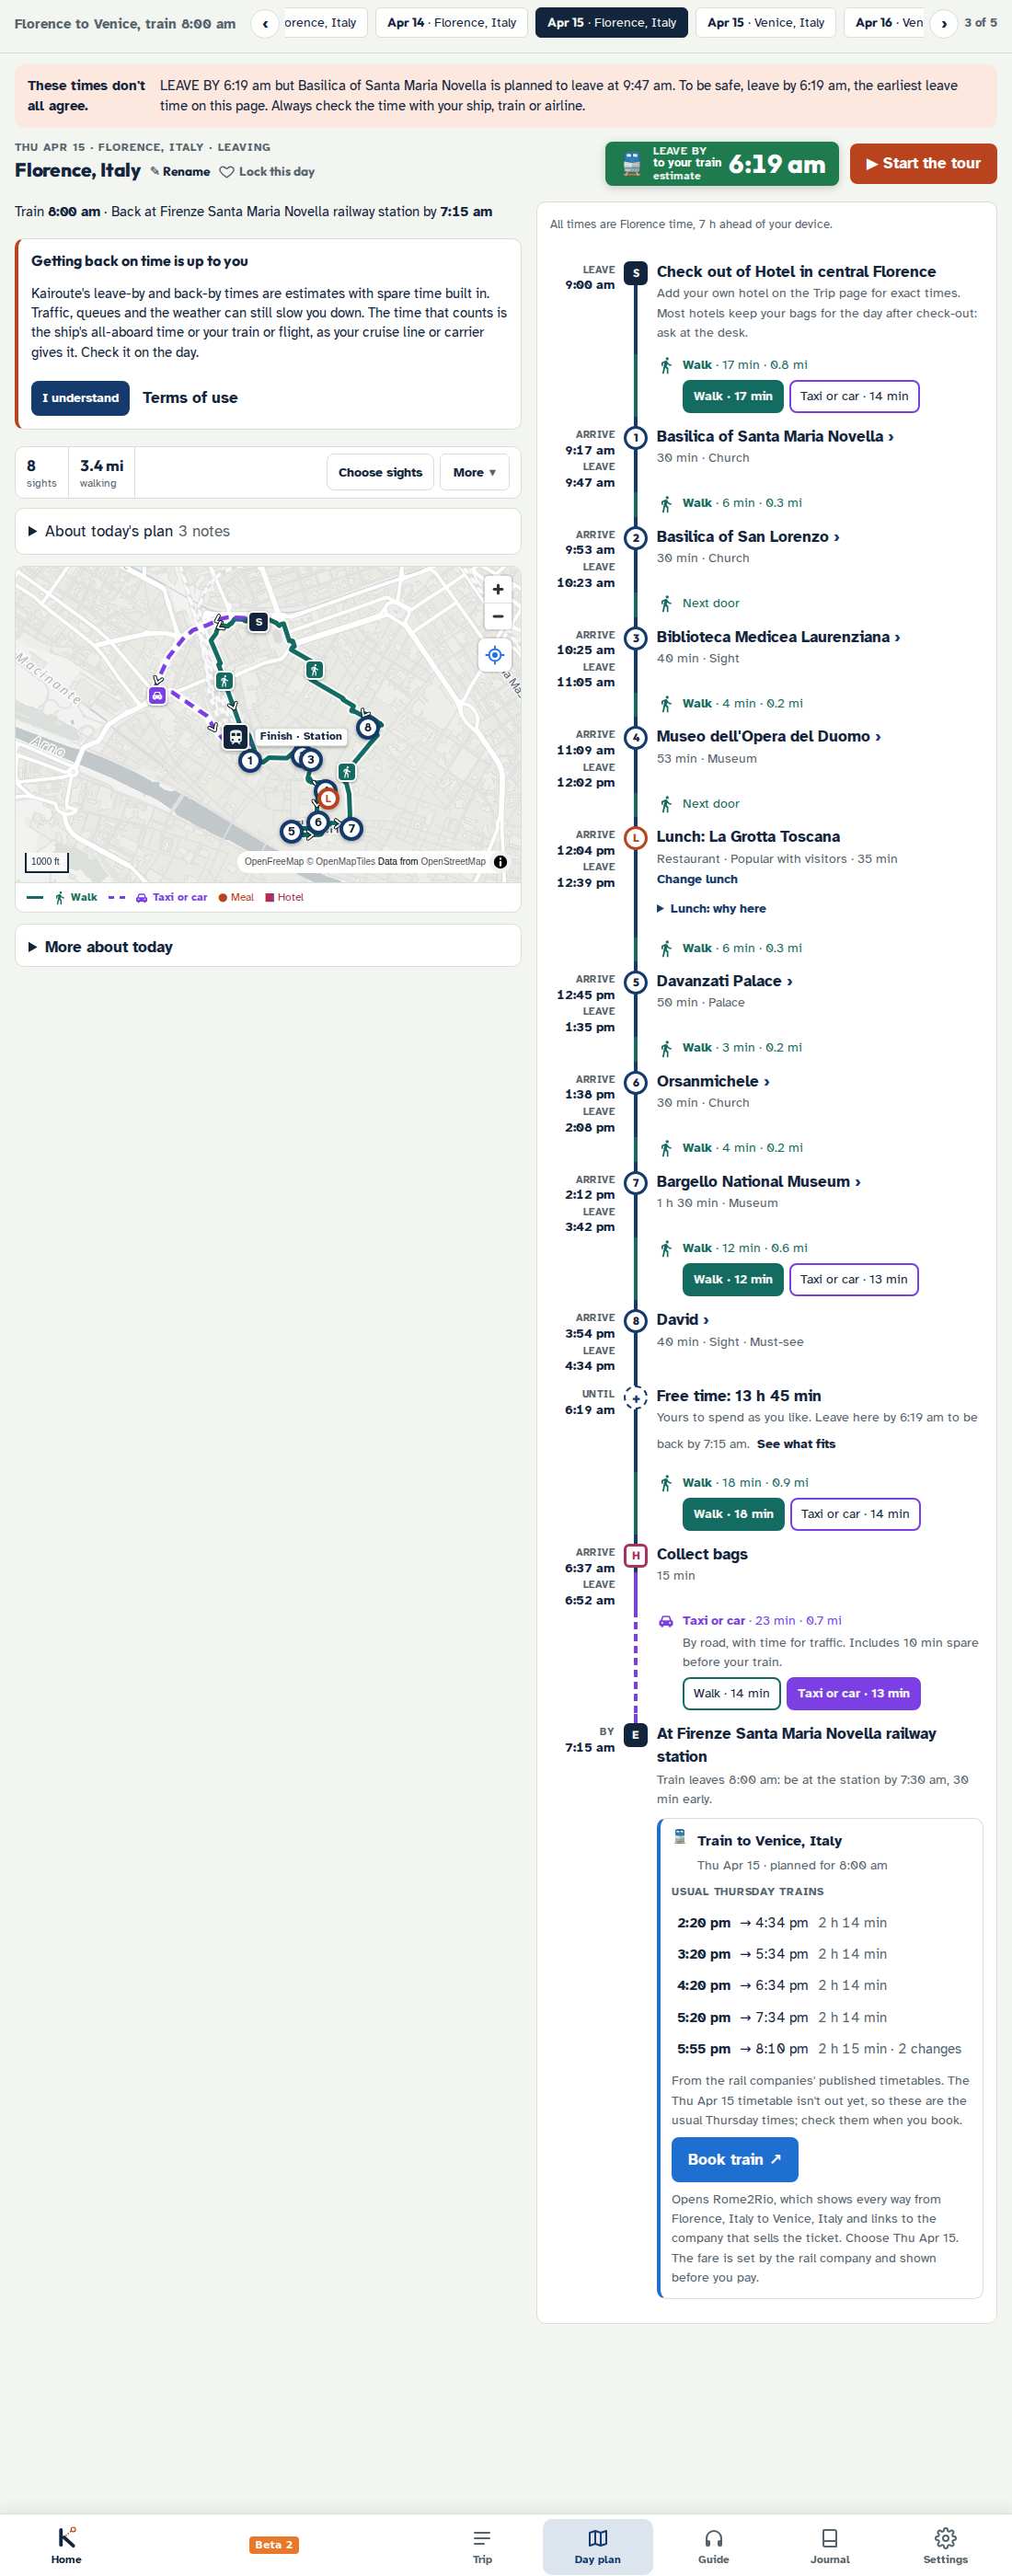 Florence to Venice, train 8:00 am
‹
orence, Italy
Apr 14 · Florence, Italy
Apr 15 · Florence, Italy
Apr 15 · Venice, Italy
Apr 16 · Ven
›
3 of 5
These times don't all agree.
LEAVE BY 6:19 am but Basilica of Santa Maria Novella is planned to leave at 9:47 am. To be safe, leave by 6:19 am, the earliest leave
time on this page. Always check the time with your ship, train or airline.
THU APR 15 · FLORENCE, ITALY · LEAVING
Florence, Italy ✎ Rename Lock this day
LEAVE BY
to your train
estimate
6:19 am
▶ Start the tour
Train 8:00 am · Back at Firenze Santa Maria Novella railway station by 7:15 am
Getting back on time is up to you
Kairoute's leave-by and back-by times are estimates with spare time built in.
Traffic, queues and the weather can still slow you down. The time that counts is
the ship's all-aboard time or your train or flight, as your cruise line or carrier
gives it. Check it on the day.
I understand
Terms of use
8
sights
3.4 mi
walking
Choose sights
More ▾
▶ About today's plan 3 notes
Macinante
Arno
S
8
Finish · Station
1
3
L
5
6
7
+
−
1000 ft
OpenFreeMap © OpenMapTiles Data from OpenStreetMap
Walk
Taxi or car
Meal
Hotel
▶ More about today
All times are Florence time, 7 h ahead of your device.
LEAVE
9:00 am
S
Check out of Hotel in central Florence
Add your own hotel on the Trip page for exact times.
Most hotels keep your bags for the day after check-out:
ask at the desk.
Walk · 17 min · 0.8 mi
Walk · 17 min
Taxi or car · 14 min
ARRIVE
9:17 am
LEAVE
9:47 am
1
Basilica of Santa Maria Novella ›
30 min · Church
Walk · 6 min · 0.3 mi
ARRIVE
9:53 am
LEAVE
10:23 am
2
Basilica of San Lorenzo ›
30 min · Church
Next door
ARRIVE
10:25 am
LEAVE
11:05 am
3
Biblioteca Medicea Laurenziana ›
40 min · Sight
Walk · 4 min · 0.2 mi
ARRIVE
11:09 am
LEAVE
12:02 pm
4
Museo dell'Opera del Duomo ›
53 min · Museum
Next door
ARRIVE
12:04 pm
LEAVE
12:39 pm
L
Lunch: La Grotta Toscana
Restaurant · Popular with visitors · 35 min
Change lunch
▶ Lunch: why here
Walk · 6 min · 0.3 mi
ARRIVE
12:45 pm
LEAVE
1:35 pm
5
Davanzati Palace ›
50 min · Palace
Walk · 3 min · 0.2 mi
ARRIVE
1:38 pm
LEAVE
2:08 pm
6
Orsanmichele ›
30 min · Church
Walk · 4 min · 0.2 mi
ARRIVE
2:12 pm
LEAVE
3:42 pm
7
Bargello National Museum ›
1 h 30 min · Museum
Walk · 12 min · 0.6 mi
Walk · 12 min
Taxi or car · 13 min
ARRIVE
3:54 pm
LEAVE
4:34 pm
8
David ›
40 min · Sight · Must-see
UNTIL
6:19 am
+
Free time: 13 h 45 min
Yours to spend as you like. Leave here by 6:19 am to be
back by 7:15 am. See what fits
Walk · 18 min · 0.9 mi
Walk · 18 min
Taxi or car · 14 min
ARRIVE
6:37 am
LEAVE
6:52 am
H
Collect bags
15 min
Taxi or car · 23 min · 0.7 mi
By road, with time for traffic. Includes 10 min spare
before your train.
Walk · 14 min
Taxi or car · 13 min
BY
7:15 am
E
At Firenze Santa Maria Novella railway
station
Train leaves 8:00 am: be at the station by 7:30 am, 30
min early.
Train to Venice, Italy
Thu Apr 15 · planned for 8:00 am
USUAL THURSDAY TRAINS
2:20 pm → 4:34 pm 2 h 14 min
3:20 pm → 5:34 pm 2 h 14 min
4:20 pm → 6:34 pm 2 h 14 min
5:20 pm → 7:34 pm 2 h 14 min
5:55 pm → 8:10 pm 2 h 15 min · 2 changes
From the rail companies' published timetables. The
Thu Apr 15 timetable isn't out yet, so these are the
usual Thursday times; check them when you book.
Book train ↗
Opens Rome2Rio, which shows every way from
Florence, Italy to Venice, Italy and links to the
company that sells the ticket. Choose Thu Apr 15.
The fare is set by the rail company and shown
before you pay.
Home
Beta 2
Trip
Day plan
Guide
Journal
Settings